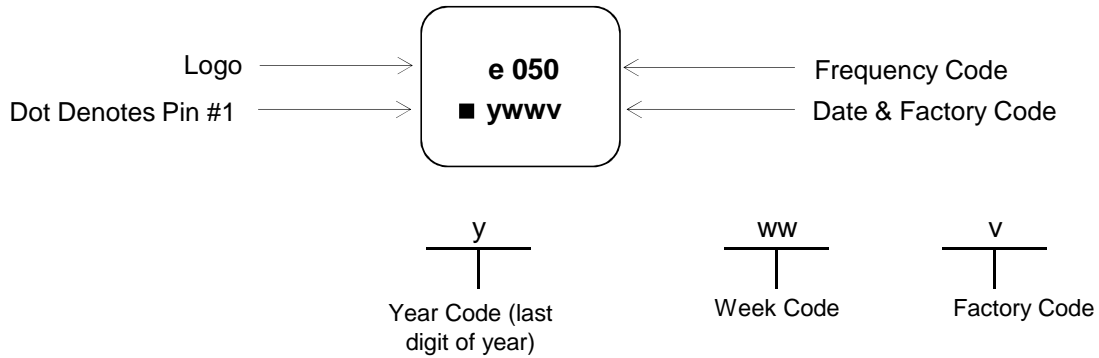 Logo
e 050
Frequency Code
Dot Denotes Pin #1
ywwv
Date & Factory Code
y
ww
v
Year Code (last
digit of year)
Week Code
Factory Code